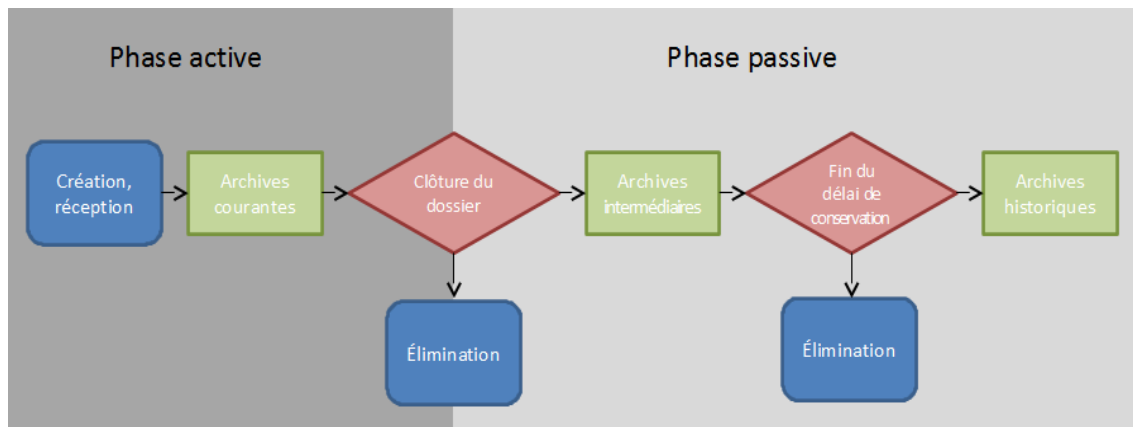 Phase active
Phase passive
Création,
réception
Archives
courantes
Clôture du
dossier
Archives
intermédiaires
Fin du
délai de
conservation
Archives
historiques
Élimination
Élimination